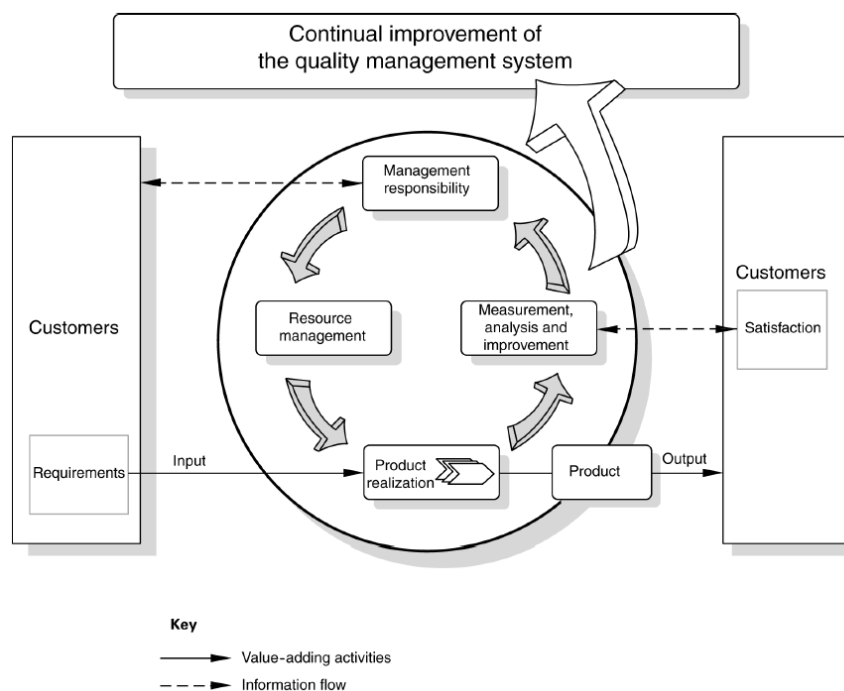 Continual improvement of
the quality management system
Management
responsibility
Customers
Resource
management
Measurement,
analysis and
improvement
Customers
Satisfaction
Requirements
Input
Product
realization
Product
Output
Key
Value-adding activities
Information flow